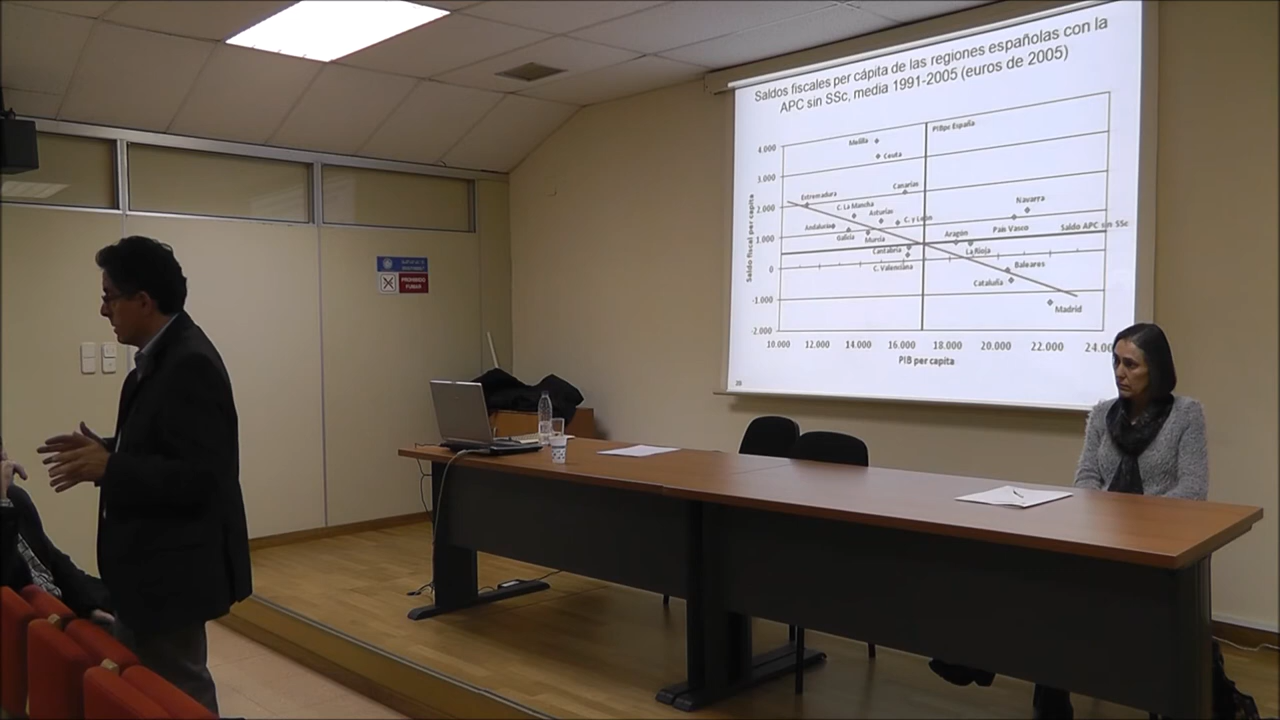 Saldos fiscales per cápita de las regiones españolas con la
APC sin SSc, media 1991-2005 (euros de 2005)
Saldo fiscal per capita
4.000
3.000
2.000
1.000
0
-1.000
-2.000
PIBpc España
Melilla
Ceuta
Canarias
Extremadura
C. La Mancha
Asturias
C. y León
Andalucía
Galicia
Murcia
Cantabria
C. Valenciana
Navarra
País Vasco
Saldo APC sin SSc
Aragón
La Rioja
Baleares
Cataluña
Madrid
10.000 12.000 14.000 16.000 18.000 20.000 22.000 24.00
PIB per capita
PROHIBIDO
FUMAR